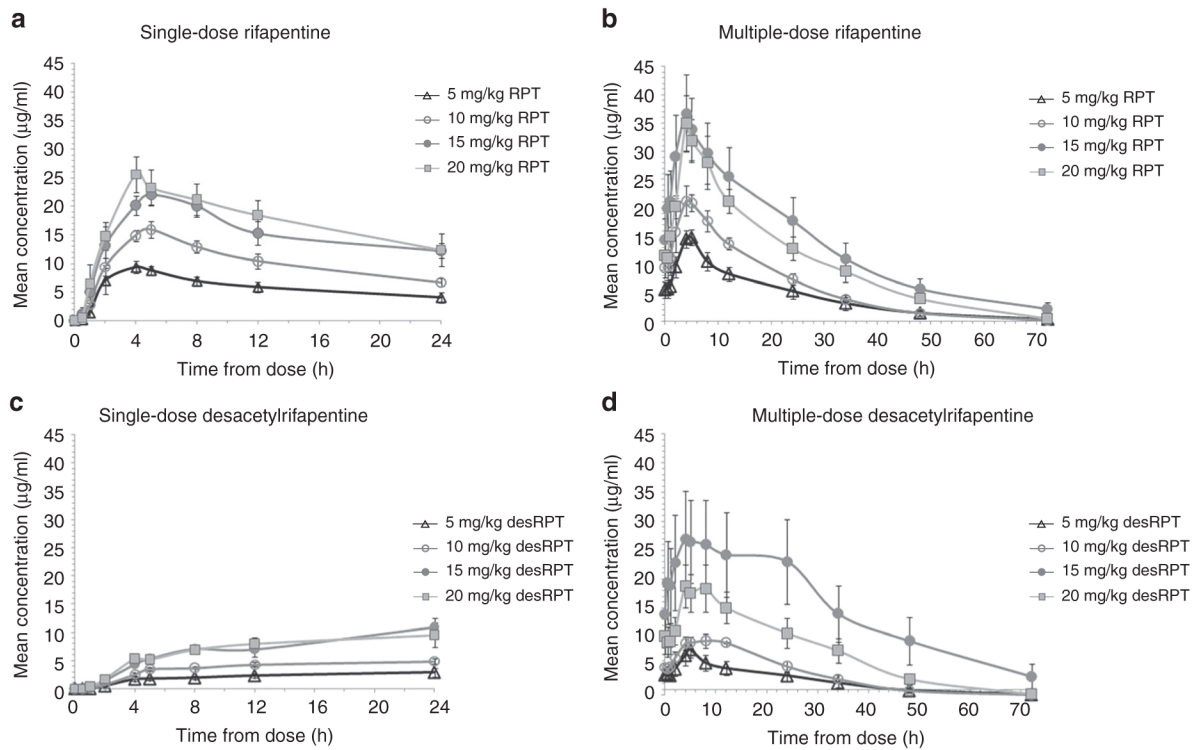 a
Single-dose rifapentine
Mean concentration (μg/ml)
45
40
35
30
25
20
15
10
5
0
0 4 8 12 16 20 24
Time from dose (h)
5 mg/kg RPT
10 mg/kg RPT
15 mg/kg RPT
20 mg/kg RPT
b
Multiple-dose rifapentine
Mean concentration (μg/ml)
45
40
35
30
25
20
15
10
5
0
0 10 20 30 40 50 60 70
Time from dose (h)
5 mg/kg RPT
10 mg/kg RPT
15 mg/kg RPT
20 mg/kg RPT
c
Single-dose desacetylrifapentine
Mean concentration (μg/ml)
45
40
35
30
25
20
15
10
5
0
0 4 8 12 16 20 24
Time from dose (h)
5 mg/kg desRPT
10 mg/kg desRPT
15 mg/kg desRPT
20 mg/kg desRPT
d
Multiple-dose desacetylrifapentine
Mean concentration (μg/ml)
45
40
35
30
25
20
15
10
5
0
0 10 20 30 40 50 60 70
Time from dose (h)
5 mg/kg desRPT
10 mg/kg desRPT
15 mg/kg desRPT
20 mg/kg desRPT